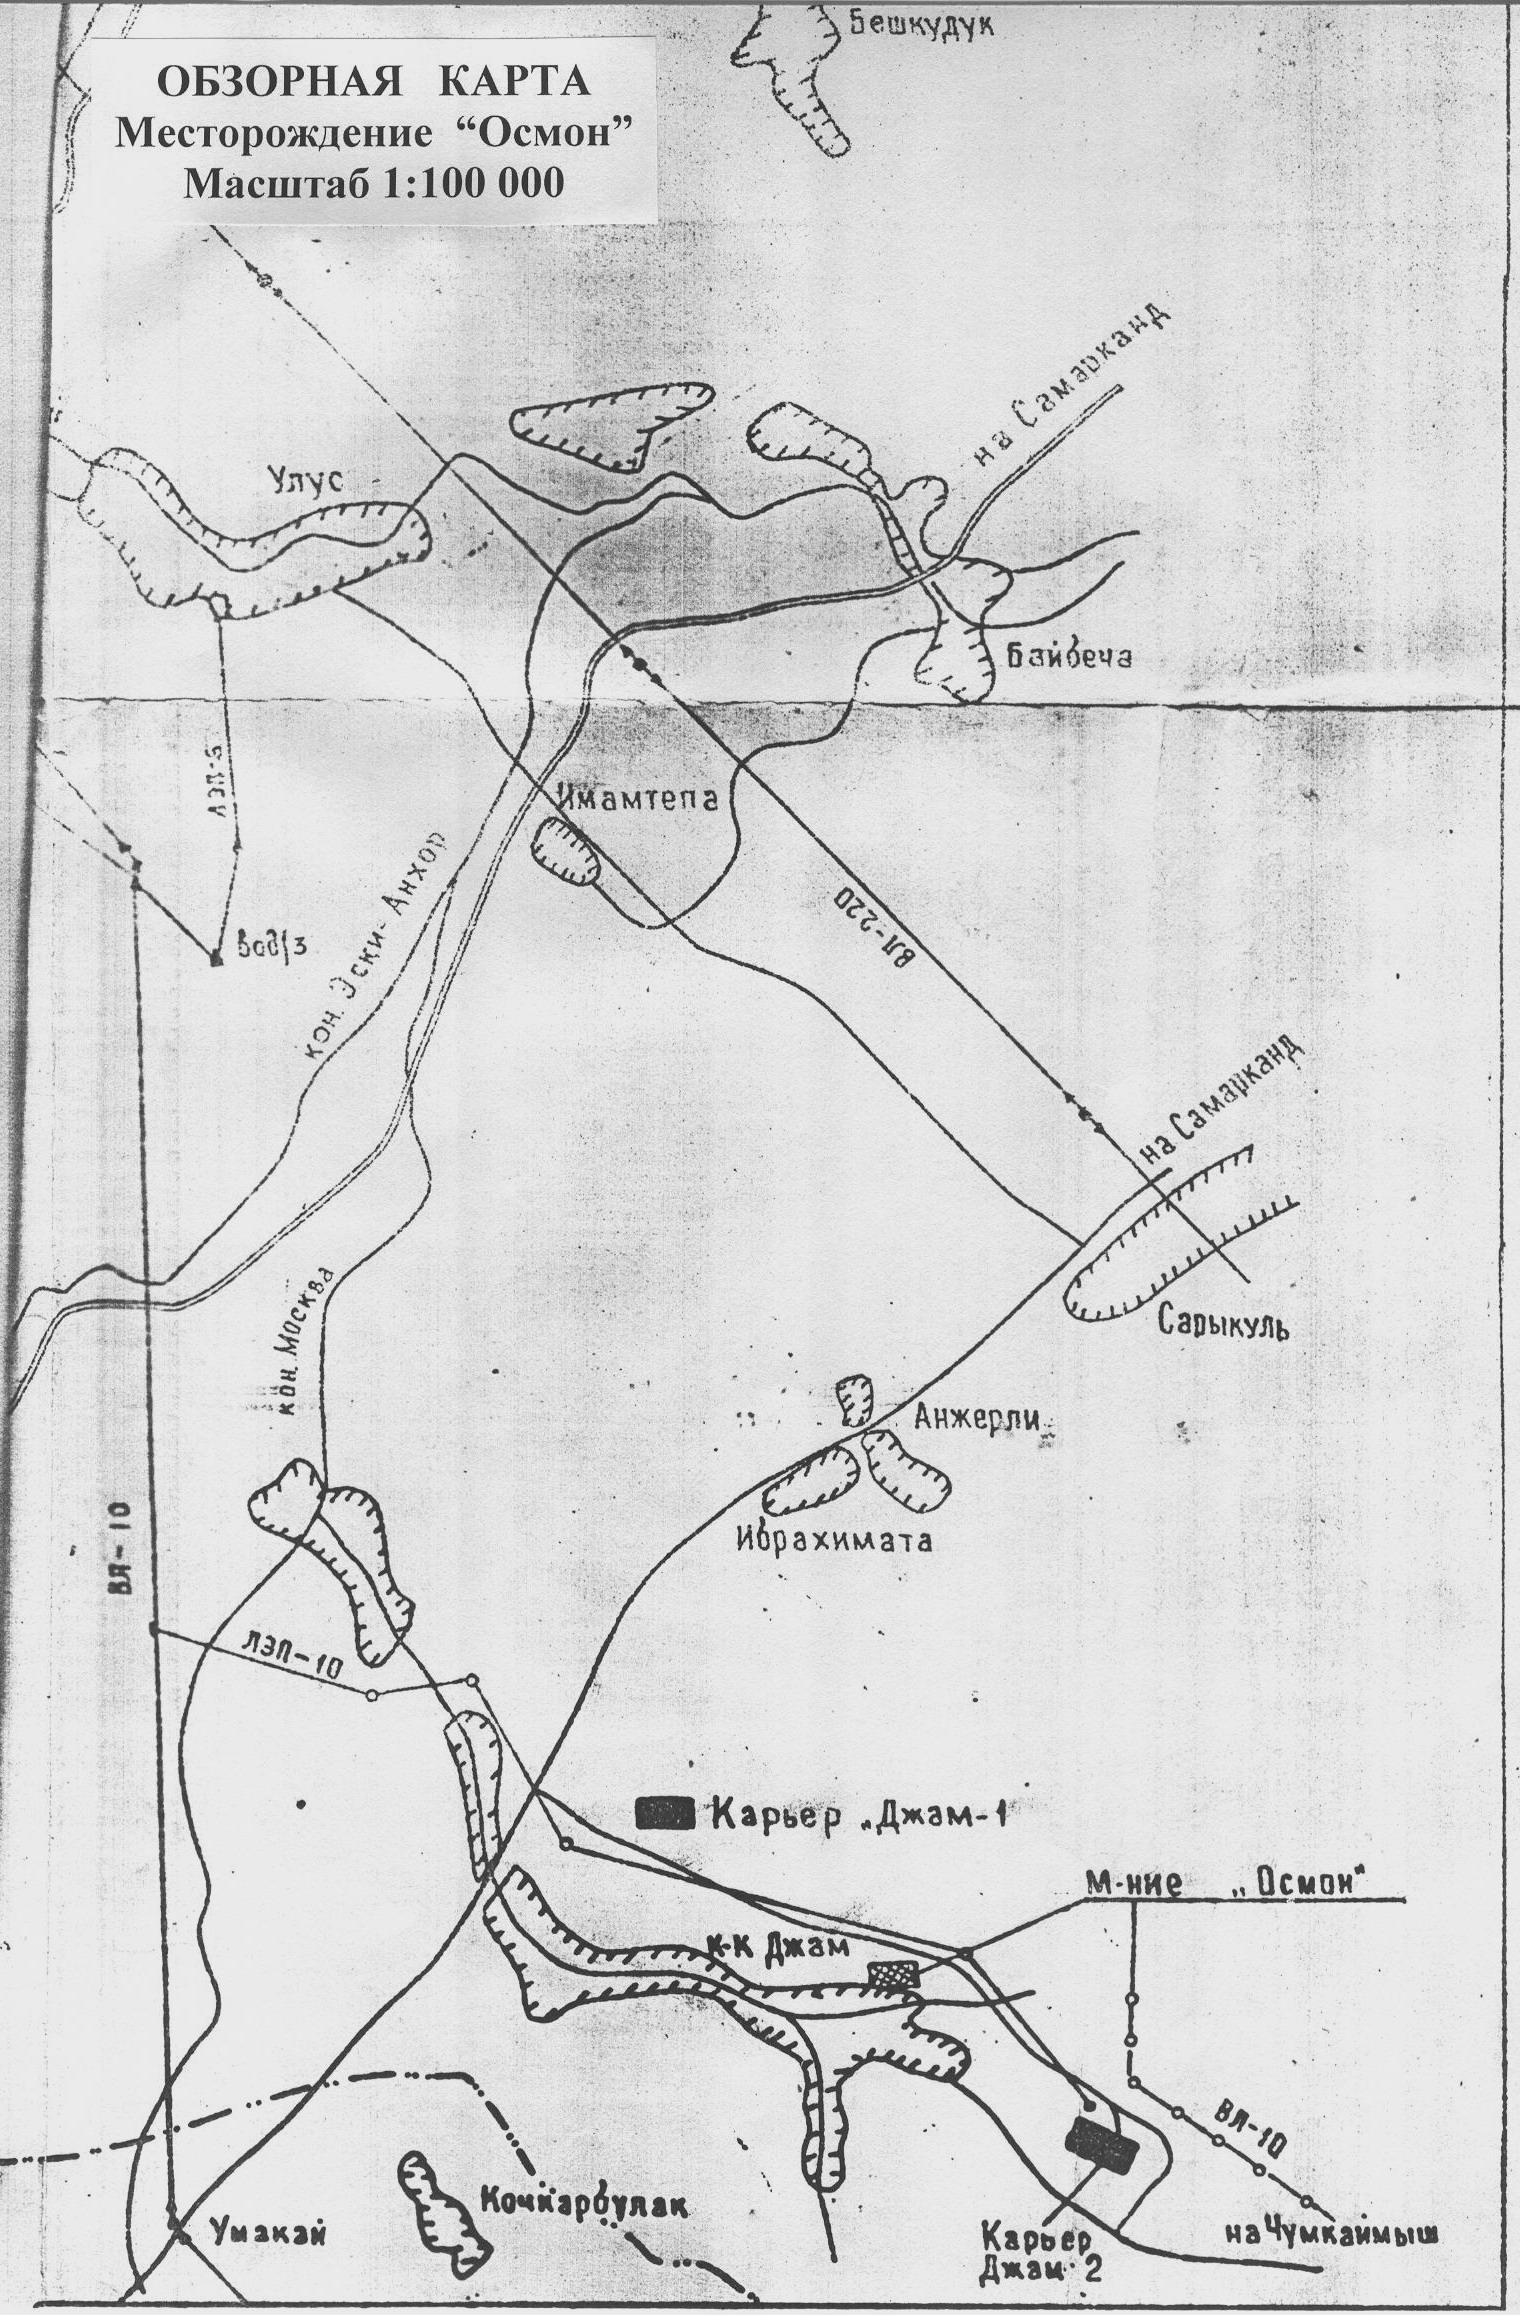 Бешкудук
ОБЗОРНАЯ КАРТА
Месторождение “Осмон”
Масштаб 1:100 000
на Самарканд
Улус
Байбеча
ЛЭП-6
Имамтепа
кон. Эски-Анхор
ВЛ-220
Вод/з
на Самарканд
Сарыкуль
кон. Москва
Анжерли
Ибрахимата
ВЛ-10
ЛЭП-10
Карьер „Джам-1
М-ние „Осмон“
к-к Джам
ВЛ-10
Кочкарбулак
Умакай
Карьер
Джам-2
на Чумкаймыш